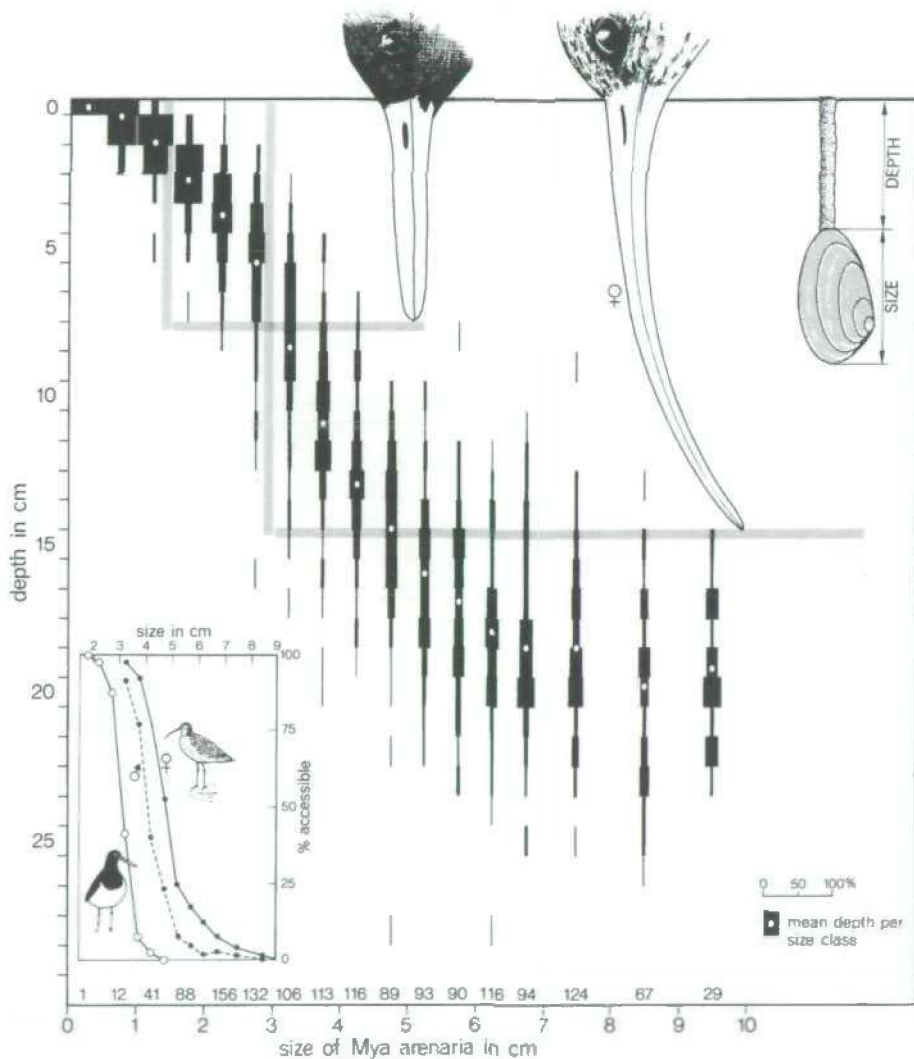 0
5
10
15
20
25
depth in cm
DEPTH
SIZE
♀
size in cm
2 3 4 5 6 7 8 9
100
75
50
25
0
% accessible
♂
♀
0 50 100%
mean depth per
size class
1 12 41 88 156 132 106 113 116 89 93 90 116 94 124 67 29
0 1 2 3 4 5 6 7 8 9 10
size of Mya arenaria in cm